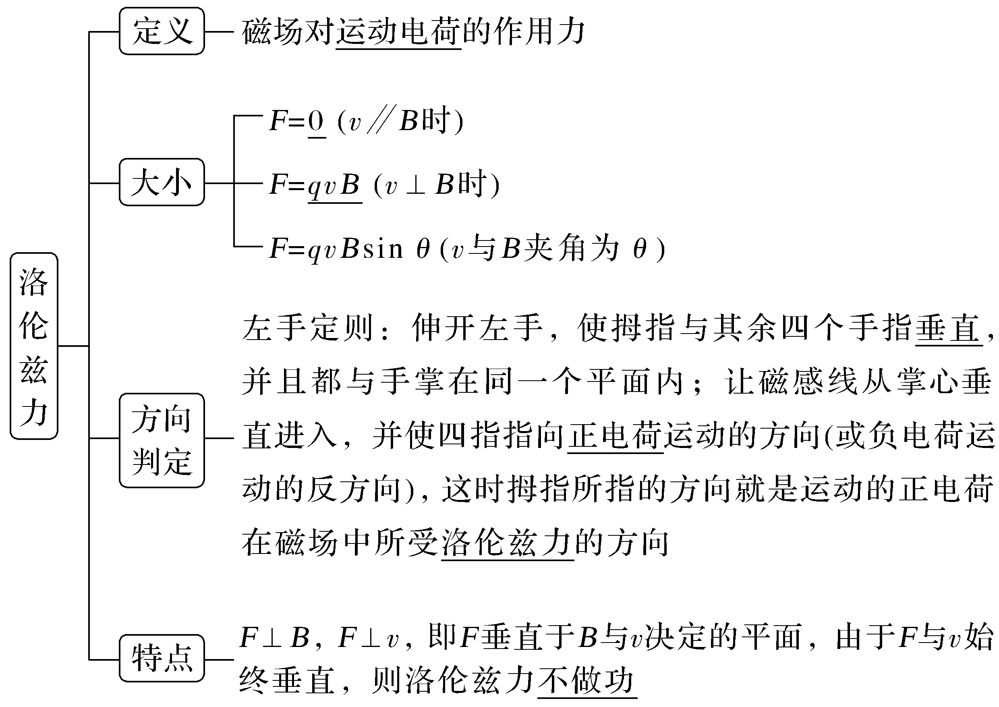 洛伦兹力
定义
磁场对运动电荷的作用力
大小
F=0 (v∥B时)
F=qvB (v⊥B时)
F=qvBsin θ(v与B夹角为 θ)
方向
判定
左手定则：伸开左手，使拇指与其余四个手指垂直，
并且都与手掌在同一个平面内；让磁感线从掌心垂
直进入，并使四指指向正电荷运动的方向(或负电荷运
动的反方向)，这时拇指所指的方向就是运动的正电荷
在磁场中所受洛伦兹力的方向
特点
F⊥B，F⊥v，即F垂直于B与v决定的平面，由于F与v始
终垂直，则洛伦兹力不做功